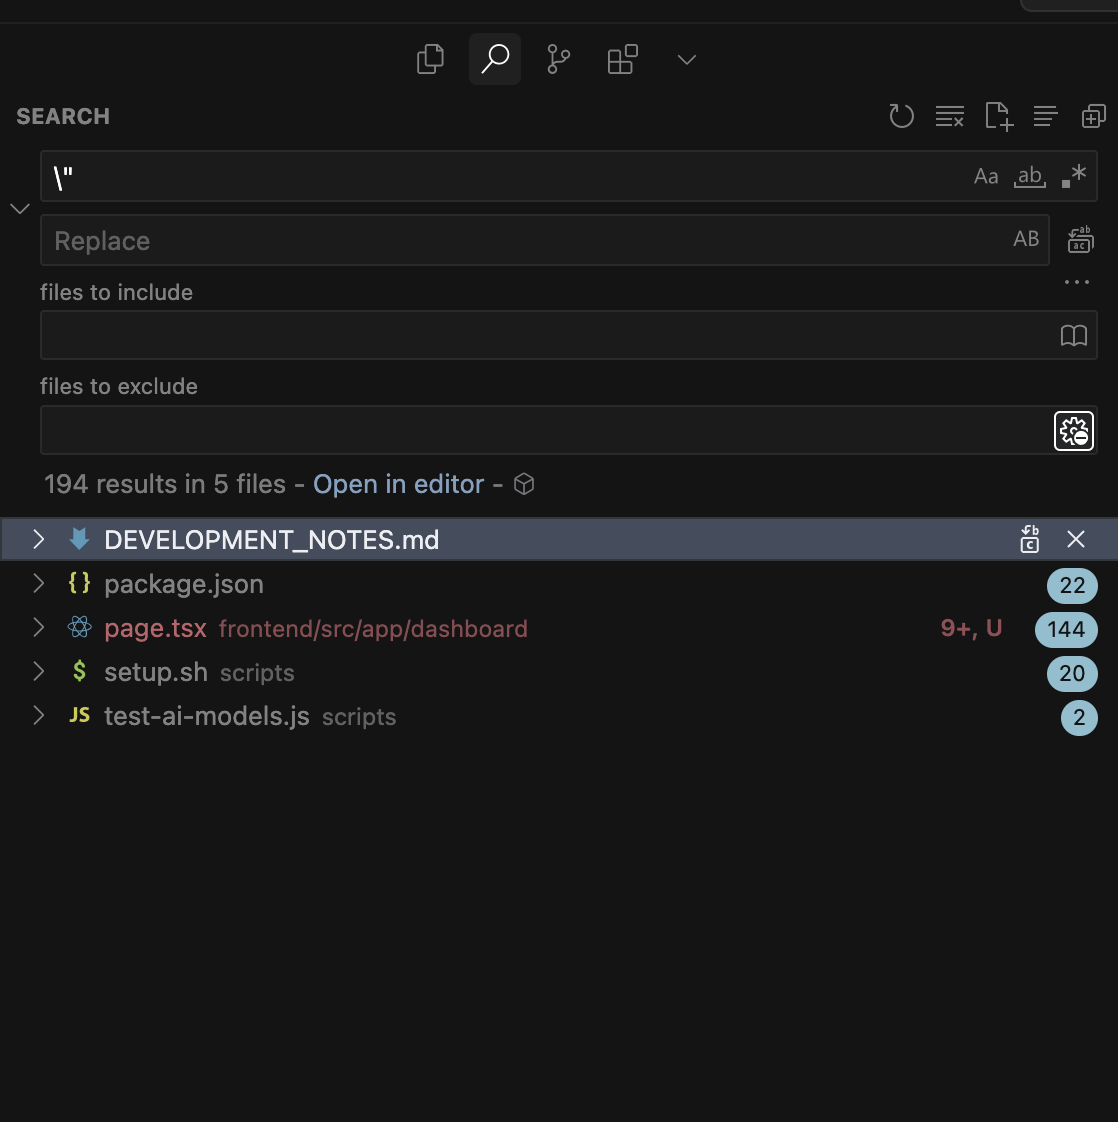 SEARCH
\"
Aa ab *
Replace
AB
ab
ac
...
files to include
files to exclude
194 results in 5 files - Open in editor -
DEVELOPMENT_NOTES.md
b
c
{} package.json 22
page.tsx frontend/src/app/dashboard 9+, U 144
$ setup.sh scripts 20
JS test-ai-models.js scripts 2